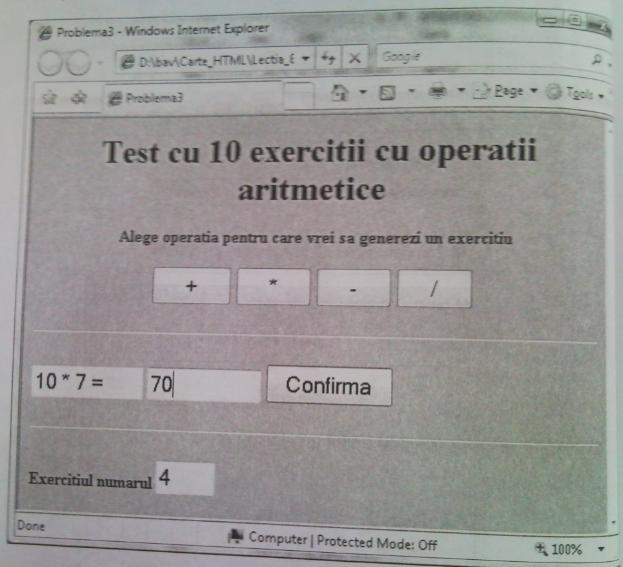 Problema3 - Windows Internet Explorer
D:\bav\Carte_HTML\Lectia_E
Google
Problema3
Page Tools
Test cu 10 exercitii cu operatii
aritmetice
Alege operatia pentru care vrei sa generezi un exercitiu
+ * - /
10 * 7 = 70 Confirma
Exercitiul numarul 4
Done Computer | Protected Mode: Off 100%